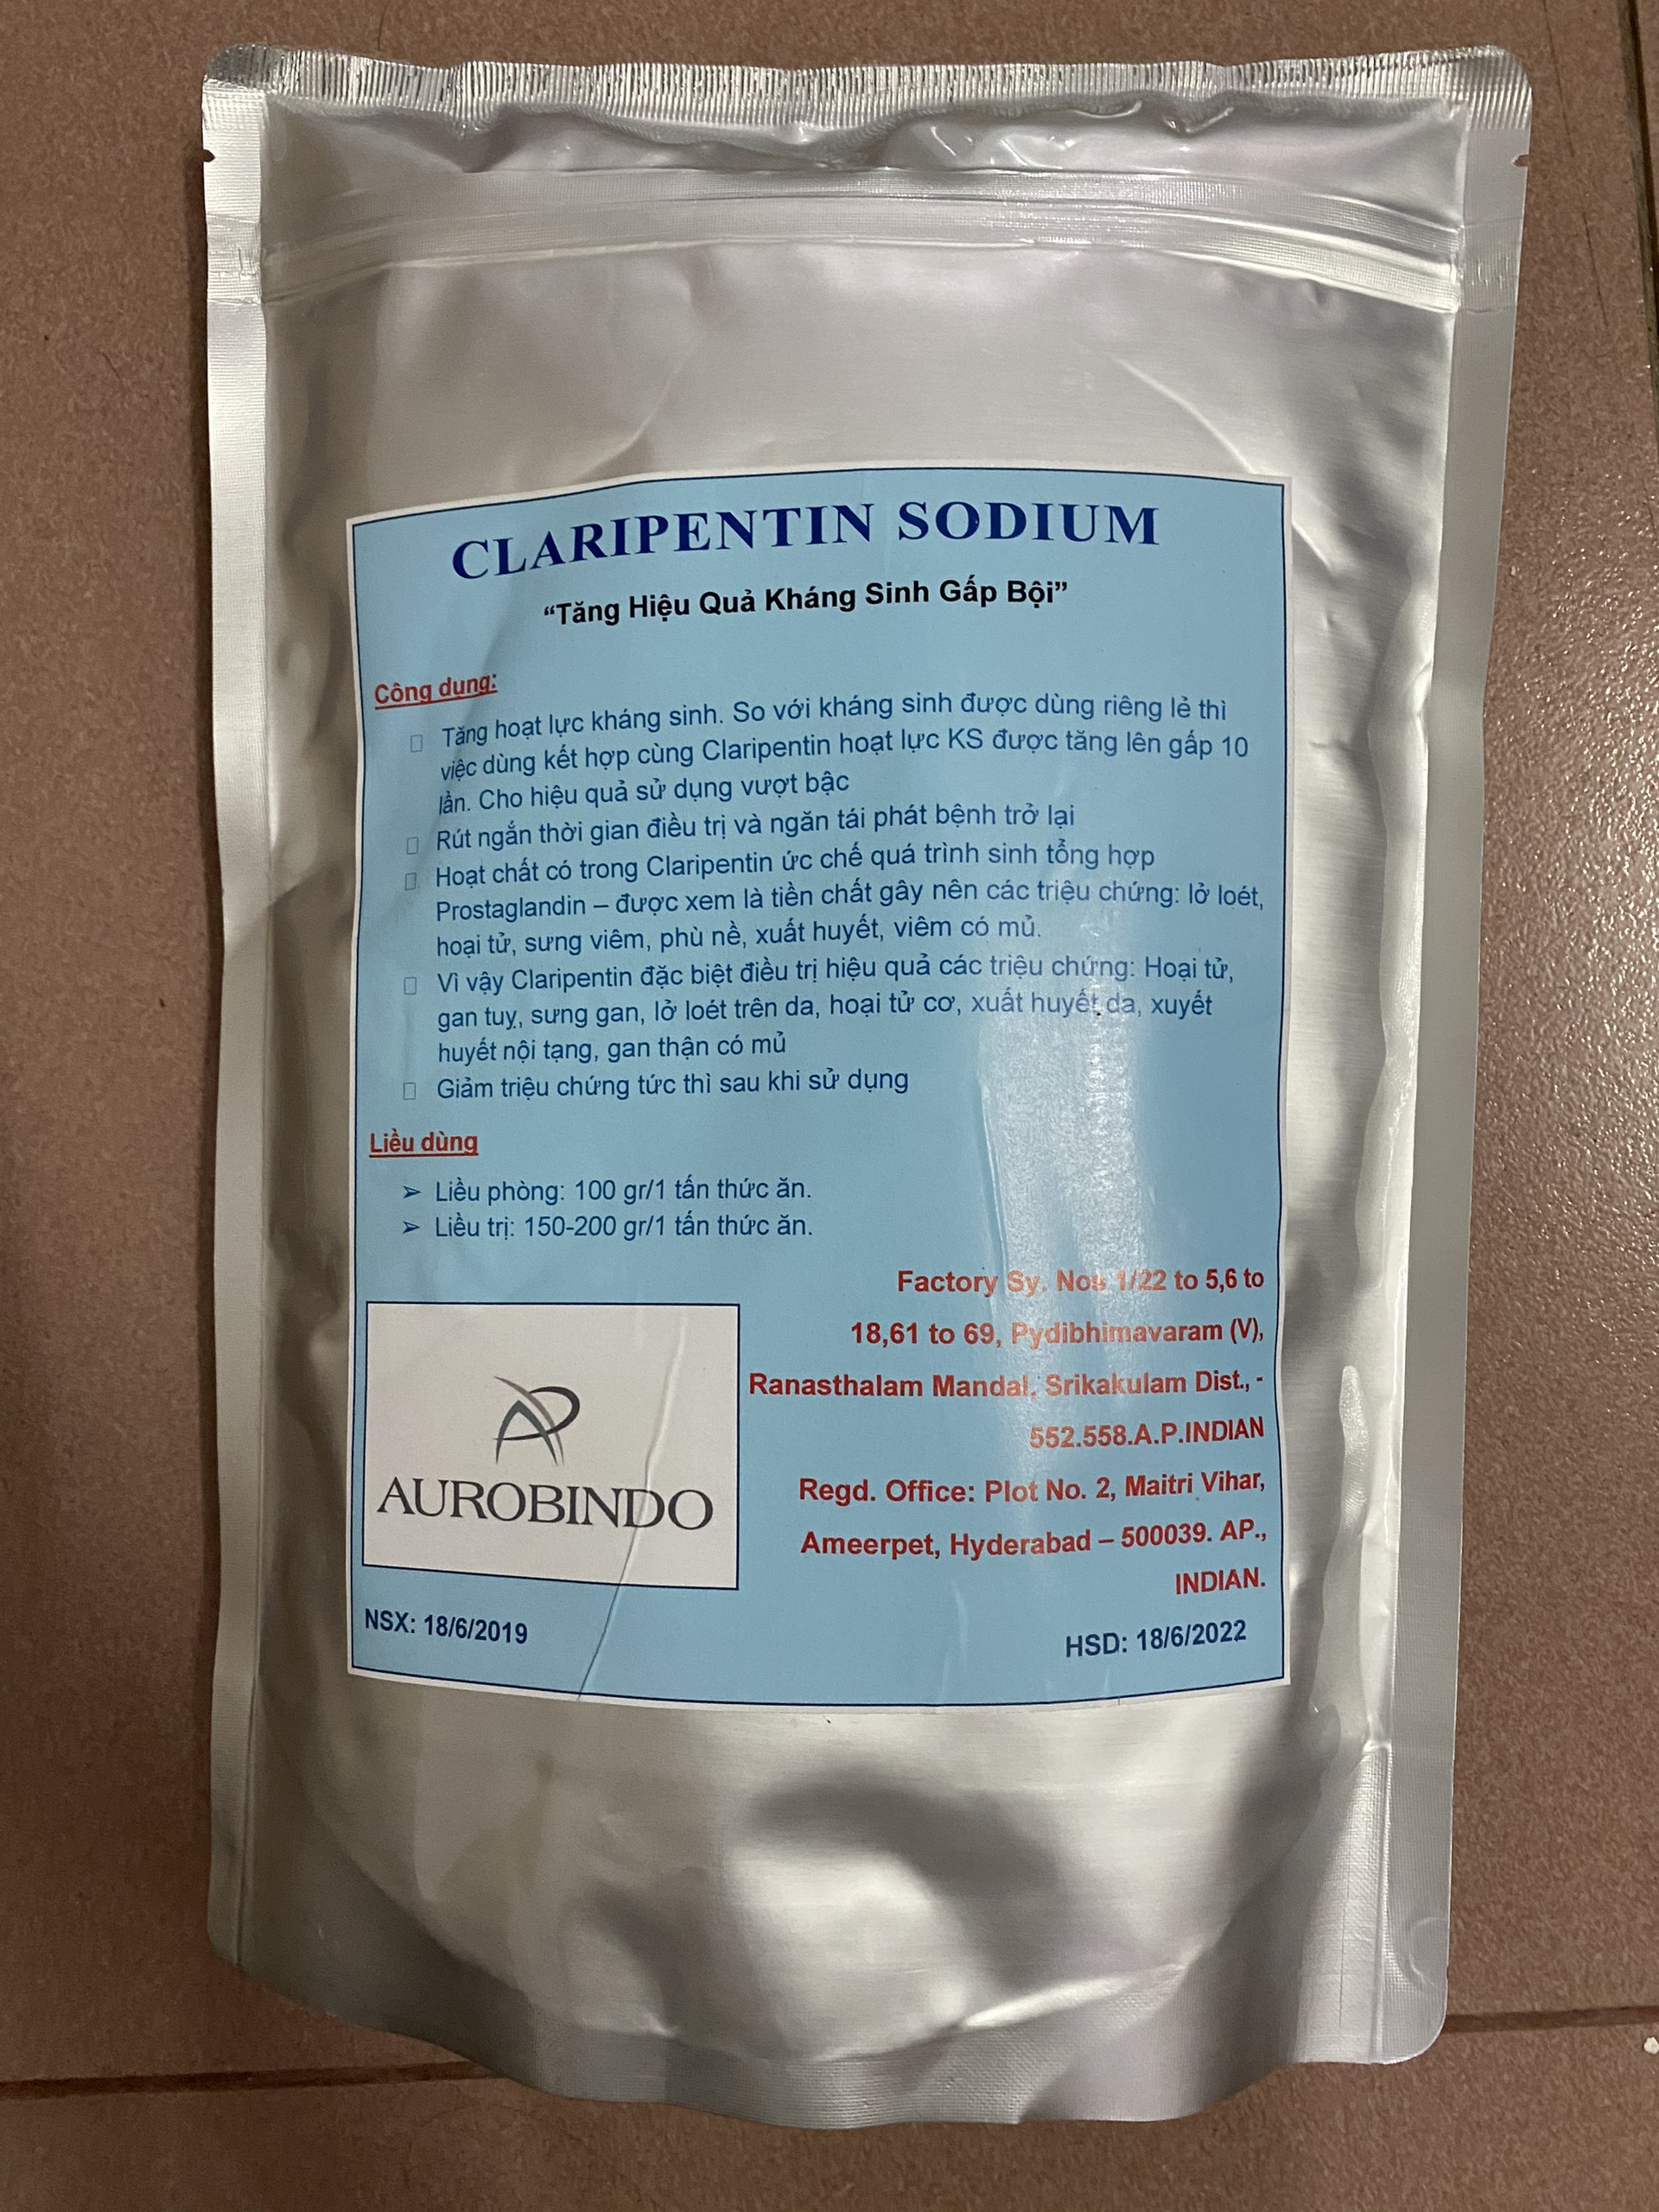 CLARIPENTIN SODIUM
“Tăng Hiệu Quả Kháng Sinh Gấp Bội”
Công dụng:
Tăng hoạt lực kháng sinh. So với kháng sinh được dùng riêng lẻ thì
việc dùng kết hợp cùng Claripentin hoạt lực KS được tăng lên gấp 10
lần. Cho hiệu quả sử dụng vượt bậc
Rút ngắn thời gian điều trị và ngăn tái phát bệnh trở lại
Hoạt chất có trong Claripentin ức chế quá trình sinh tổng hợp
Prostaglandin – được xem là tiền chất gây nên các triệu chứng: lở loét,
hoại tử, sưng viêm, phù nề, xuất huyết, viêm có mủ.
Vì vậy Claripentin đặc biệt điều trị hiệu quả các triệu chứng: Hoại tử,
gan tuỵ, sưng gan, lở loét trên da, hoại tử cơ, xuất huyết da, xuyết
huyết nội tạng, gan thận có mủ
Giảm triệu chứng tức thì sau khi sử dụng
Liều dùng
➢ Liều phòng: 100 gr/1 tấn thức ăn.
➢ Liều trị: 150-200 gr/1 tấn thức ăn.
Factory Sy. Nos 1/22 to 5,6 to
18,61 to 69, Pydibhimavaram (V),
Ranasthalam Mandal, Srikakulam Dist., -
552.558.A.P.INDIAN
Regd. Office: Plot No. 2, Maitri Vihar,
Ameerpet, Hyderabad – 500039. AP.,
INDIAN.
AUROBINDO
NSX: 18/6/2019
HSD: 18/6/2022